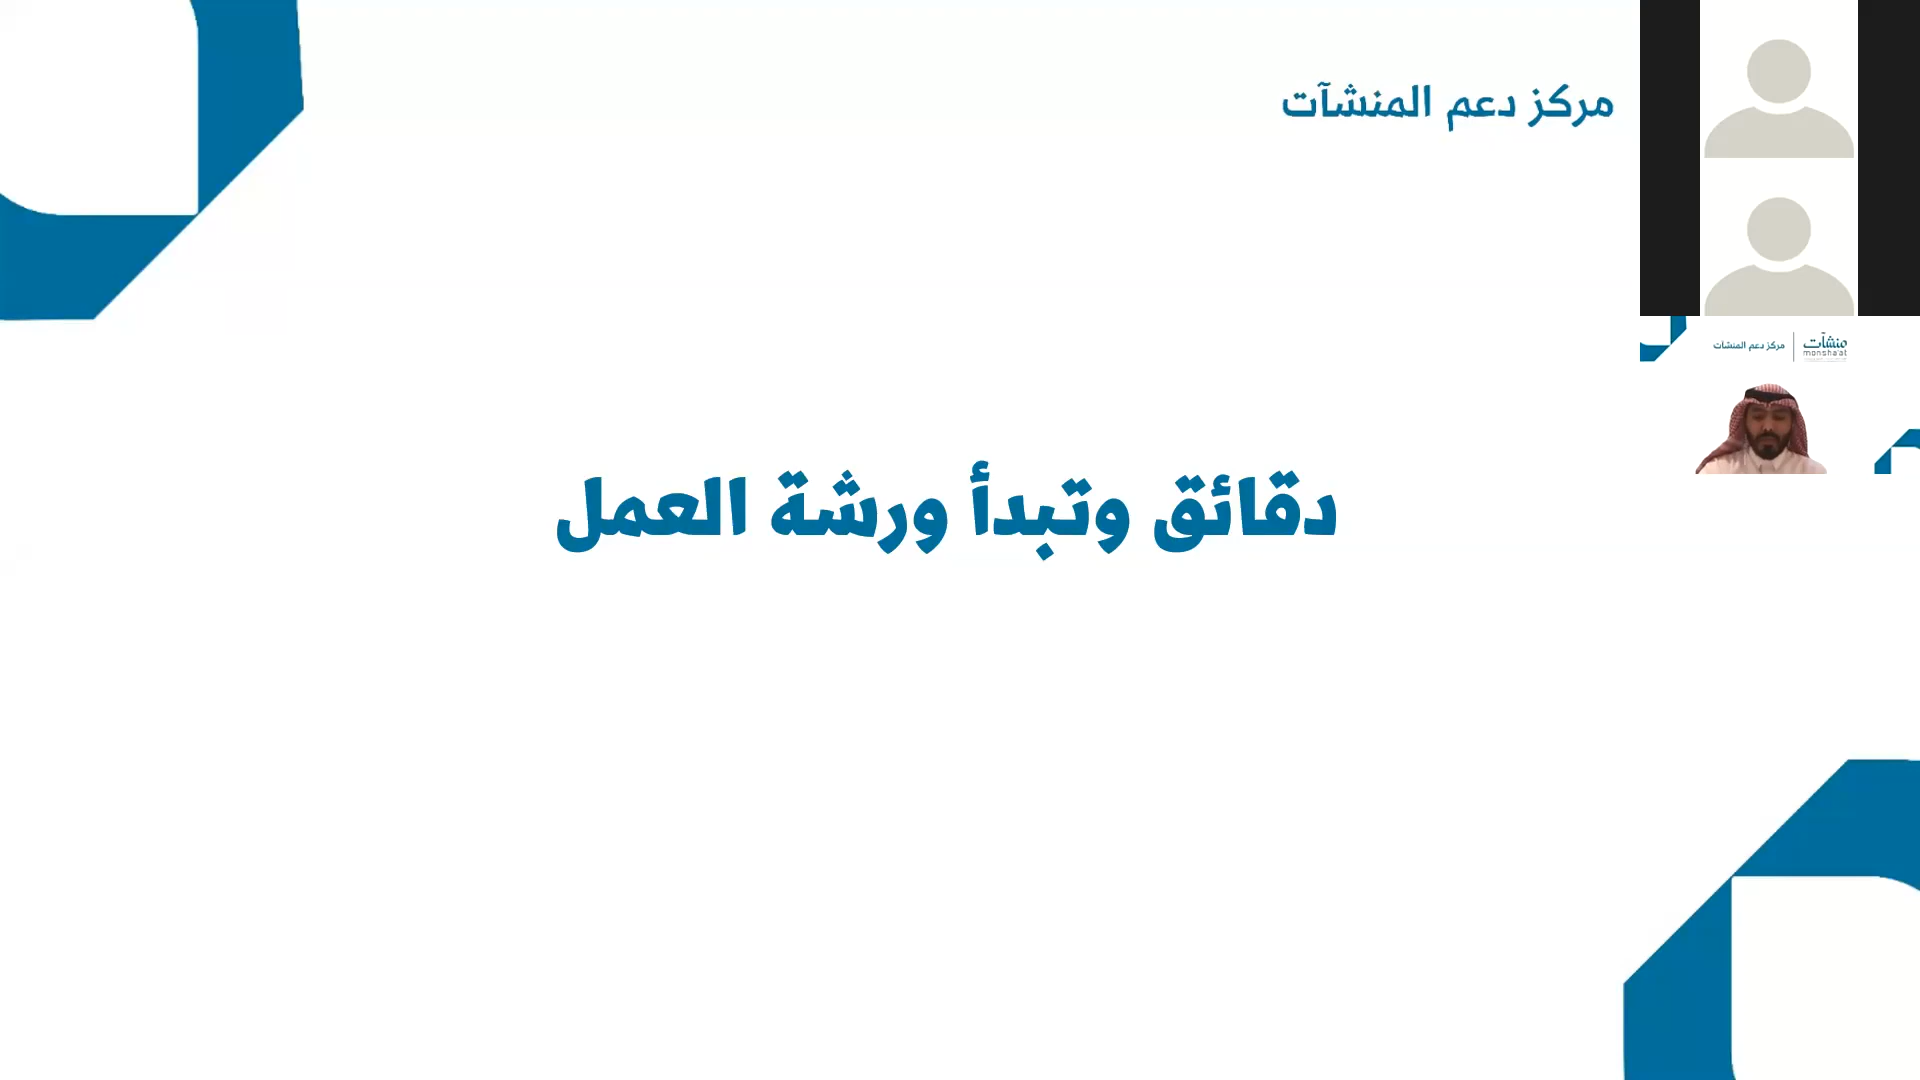 مركز دعم المنشآت
منشآت
monsha'at
مركز دعم المنشآت
دقائق وتبدأ ورشة العمل